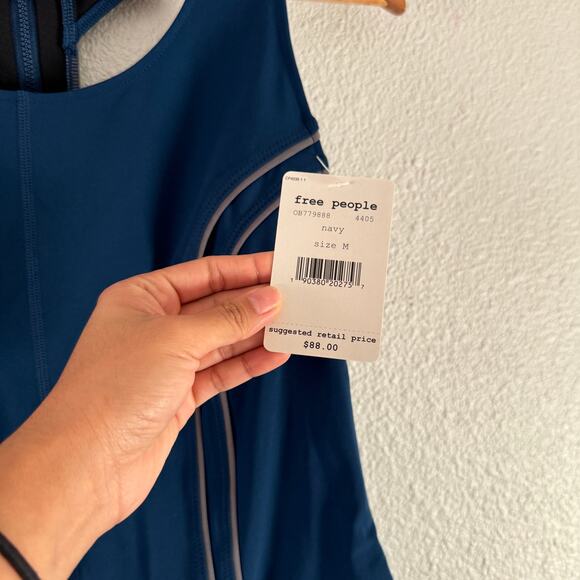 free people
OB779888 4405
navy
size M
1 90380 20275 7
suggested retail price
$88.00